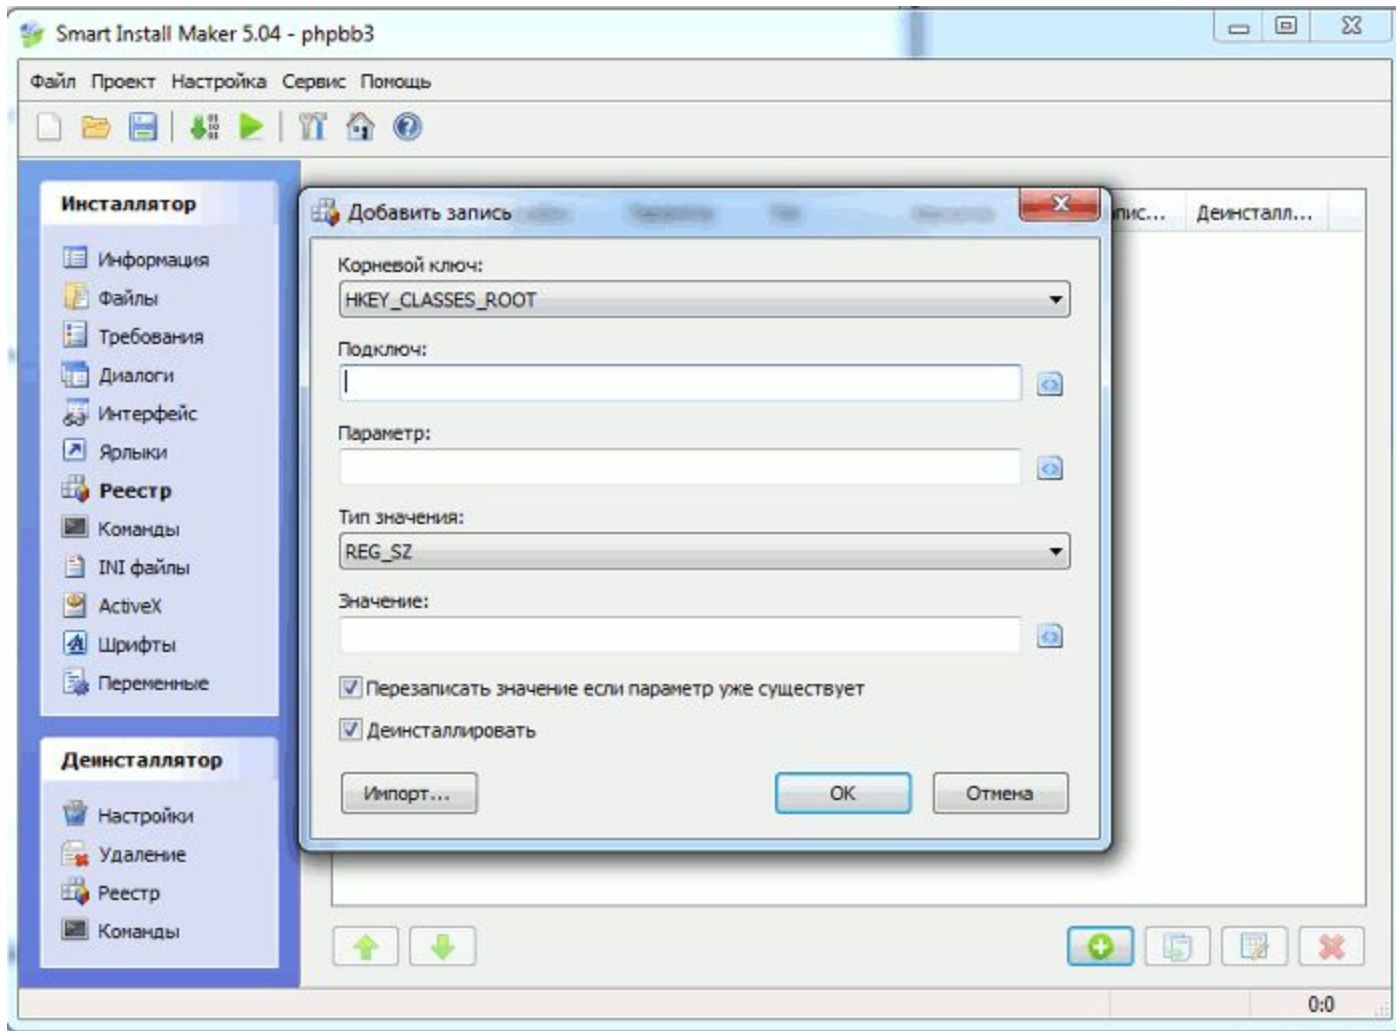 Smart Install Maker 5.04 - phpbb3
Файл Проект Настройка Сервис Помощь
Инсталлятор
Информация
Файлы
Требования
Диалоги
Интерфейс
Ярлыки
Реестр
Команды
INI файлы
ActiveX
Шрифты
Переменные
Деинсталлятор
Настройки
Удаление
Реестр
Команды
пис... Деинсталл...
Добавить запись
Корневой ключ:
HKEY_CLASSES_ROOT
Подключ:
Параметр:
Тип значения:
REG_SZ
Значение:
Перезаписать значение если параметр уже существует
Деинсталлировать
Импорт... OK Отмена
0:0